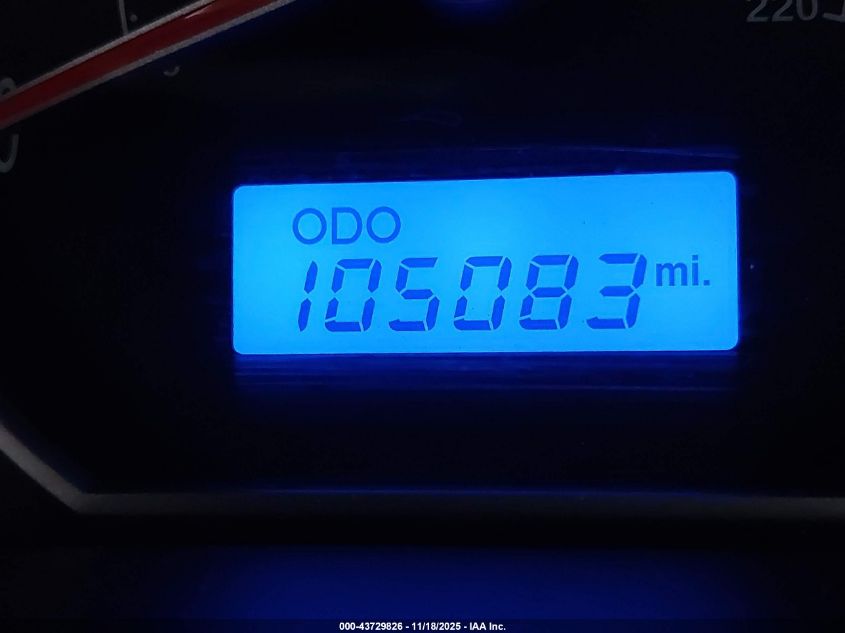 220
ODO
105083 mi.
000-43729826 - 11/18/2025 - IAA Inc.